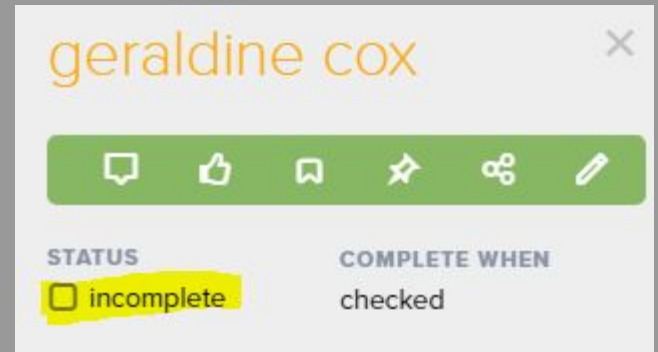 geraldine cox
STATUS
incomplete
COMPLETE WHEN
checked